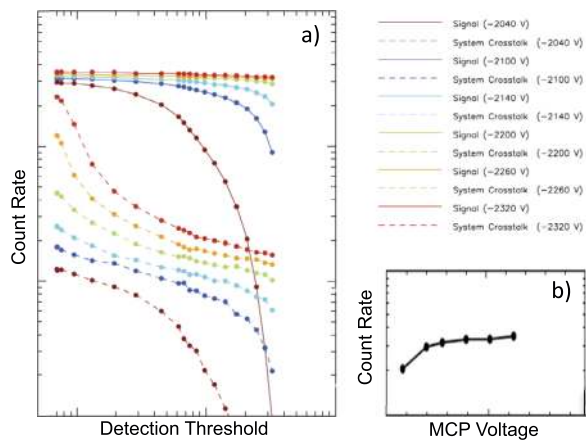 a)
Count Rate
Detection Threshold
Signal (-2040 V)
System Crosstalk (-2040 V)
Signal (-2100 V)
System Crosstalk (-2100 V)
Signal (-2140 V)
System Crosstalk (-2140 V)
Signal (-2200 V)
System Crosstalk (-2200 V)
Signal (-2260 V)
System Crosstalk (-2260 V)
Signal (-2320 V)
System Crosstalk (-2320 V)
b)
Count Rate
MCP Voltage